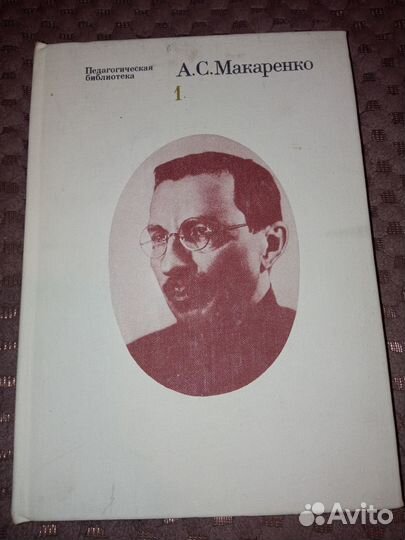 Педагогическая
библиотека
А.С.Макаренко
1.
Avito